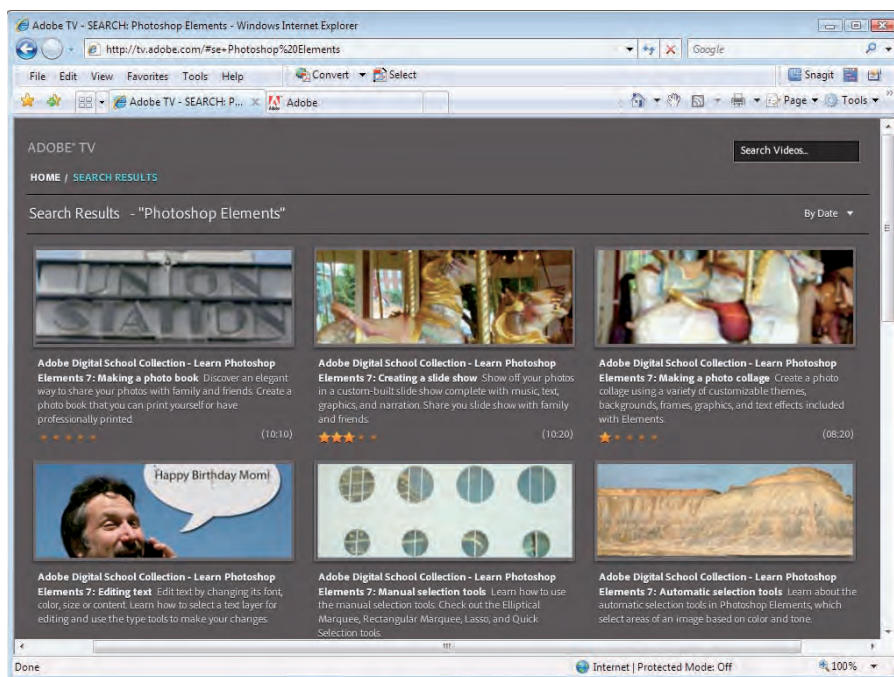 Adobe TV - SEARCH: Photoshop Elements - Windows Internet Explorer
http://tv.adobe.com/#se+Photoshop%20Elements
Google
File Edit View Favorites Tools Help Convert Select Snagit
Adobe TV - SEARCH: P... Adobe Page Tools
ADOBE® TV
Search Videos...
HOME / SEARCH RESULTS
Search Results - "Photoshop Elements"
By Date
UNION
STATION
Adobe Digital School Collection - Learn Photoshop
Elements 7: Making a photo book Discover an elegant
way to share your photos with family and friends. Create a
photo book that you can print yourself or have
professionally printed.
(10:10)
Adobe Digital School Collection - Learn Photoshop
Elements 7: Creating a slide show Show off your photos
in a custom-built slide show complete with music, text,
graphics, and narration. Share you slide show with family
and friends.
(10:20)
Adobe Digital School Collection - Learn Photoshop
Elements 7: Making a photo collage Create a photo
collage using a variety of customizable themes,
backgrounds, frames, graphics, and text effects included
with Elements.
(08:20)
Happy Birthday Mom!
Adobe Digital School Collection - Learn Photoshop
Elements 7: Editing text Edit text by changing its font,
color, size or content. Learn how to select a text layer for
editing and use the type tools to make your changes.
Adobe Digital School Collection - Learn Photoshop
Elements 7: Manual selection tools Learn how to use
the manual selection tools. Check out the Elliptical
Marquee, Rectangular Marquee, Lasso, and Quick
Selection tools.
Adobe Digital School Collection - Learn Photoshop
Elements 7: Automatic selection tools Learn about the
automatic selection tools in Photoshop Elements, which
select areas of an image based on color and tone.
Done
Internet | Protected Mode: Off
100%